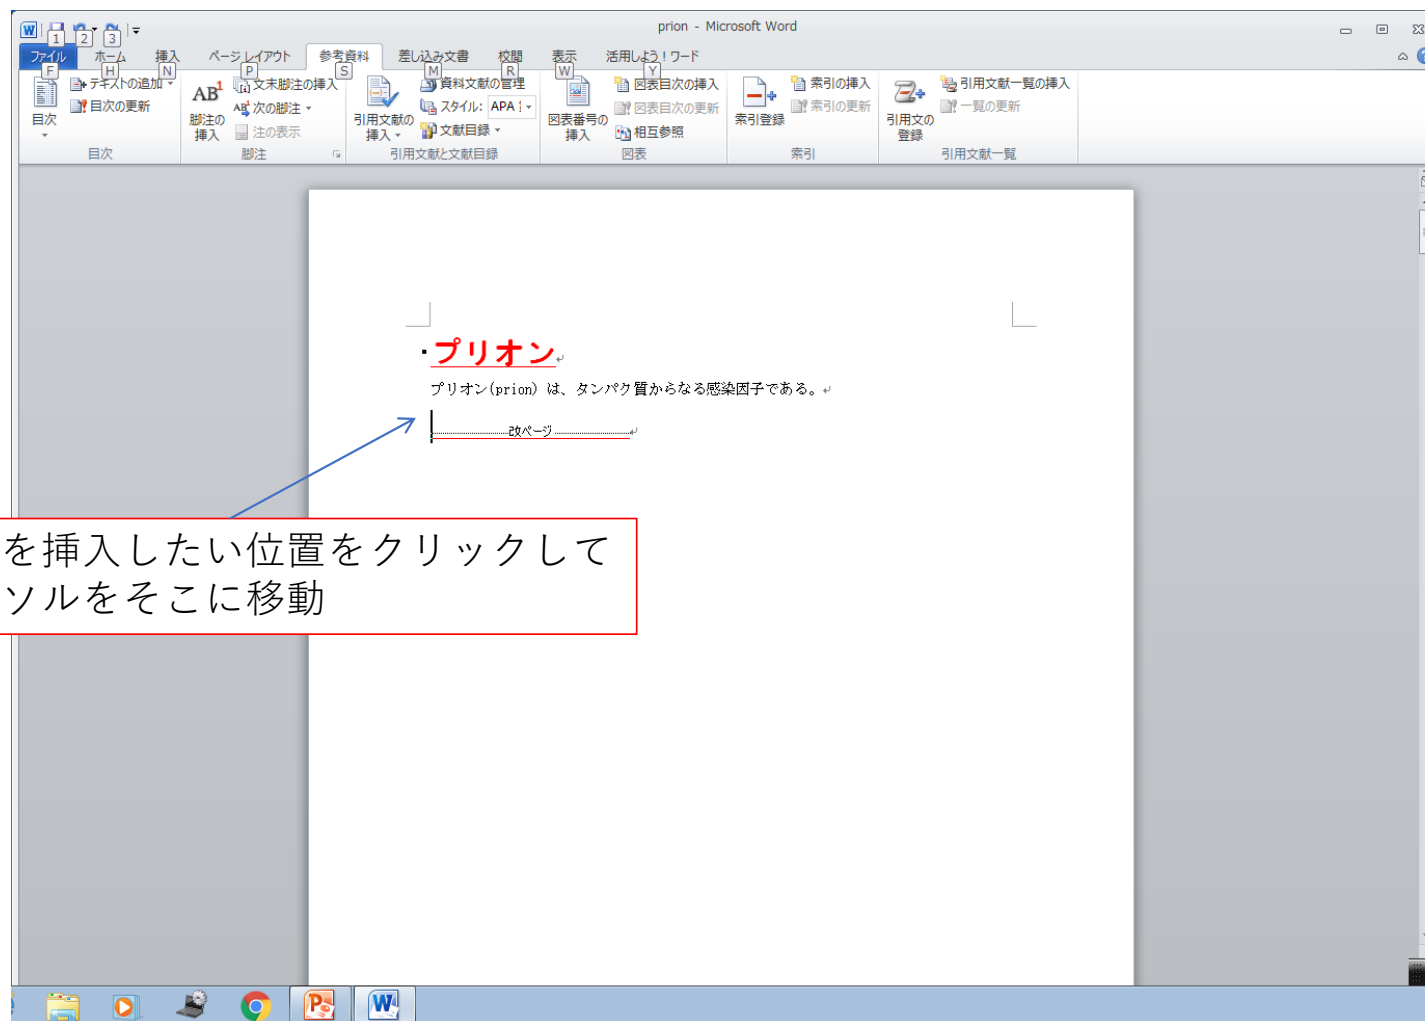 prion - Microsoft Word
1 2 3
ファイル ホーム 挿入 ページ レイアウト 参考資料 差し込み文書 校閲 表示 活用しよう！ワード
F H N P S M R W Y
目次
テキストの追加
目次の更新
目次
AB1
脚注の
挿入
文末脚注の挿入
AB1 次の脚注
注の表示
脚注
引用文献の
挿入
資料文献の管理
スタイル: APA
文献目録
引用文献と文献目録
図表番号の
挿入
図表目次の挿入
図表目次の更新
相互参照
図表
索引登録
索引の挿入
索引の更新
索引
引用文の
登録
引用文献一覧の挿入
一覧の更新
引用文献一覧
プリオン
プリオン(prion) は、タンパク質からなる感染因子である。
改ページ
を挿入したい位置をクリックして
ソルをそこに移動